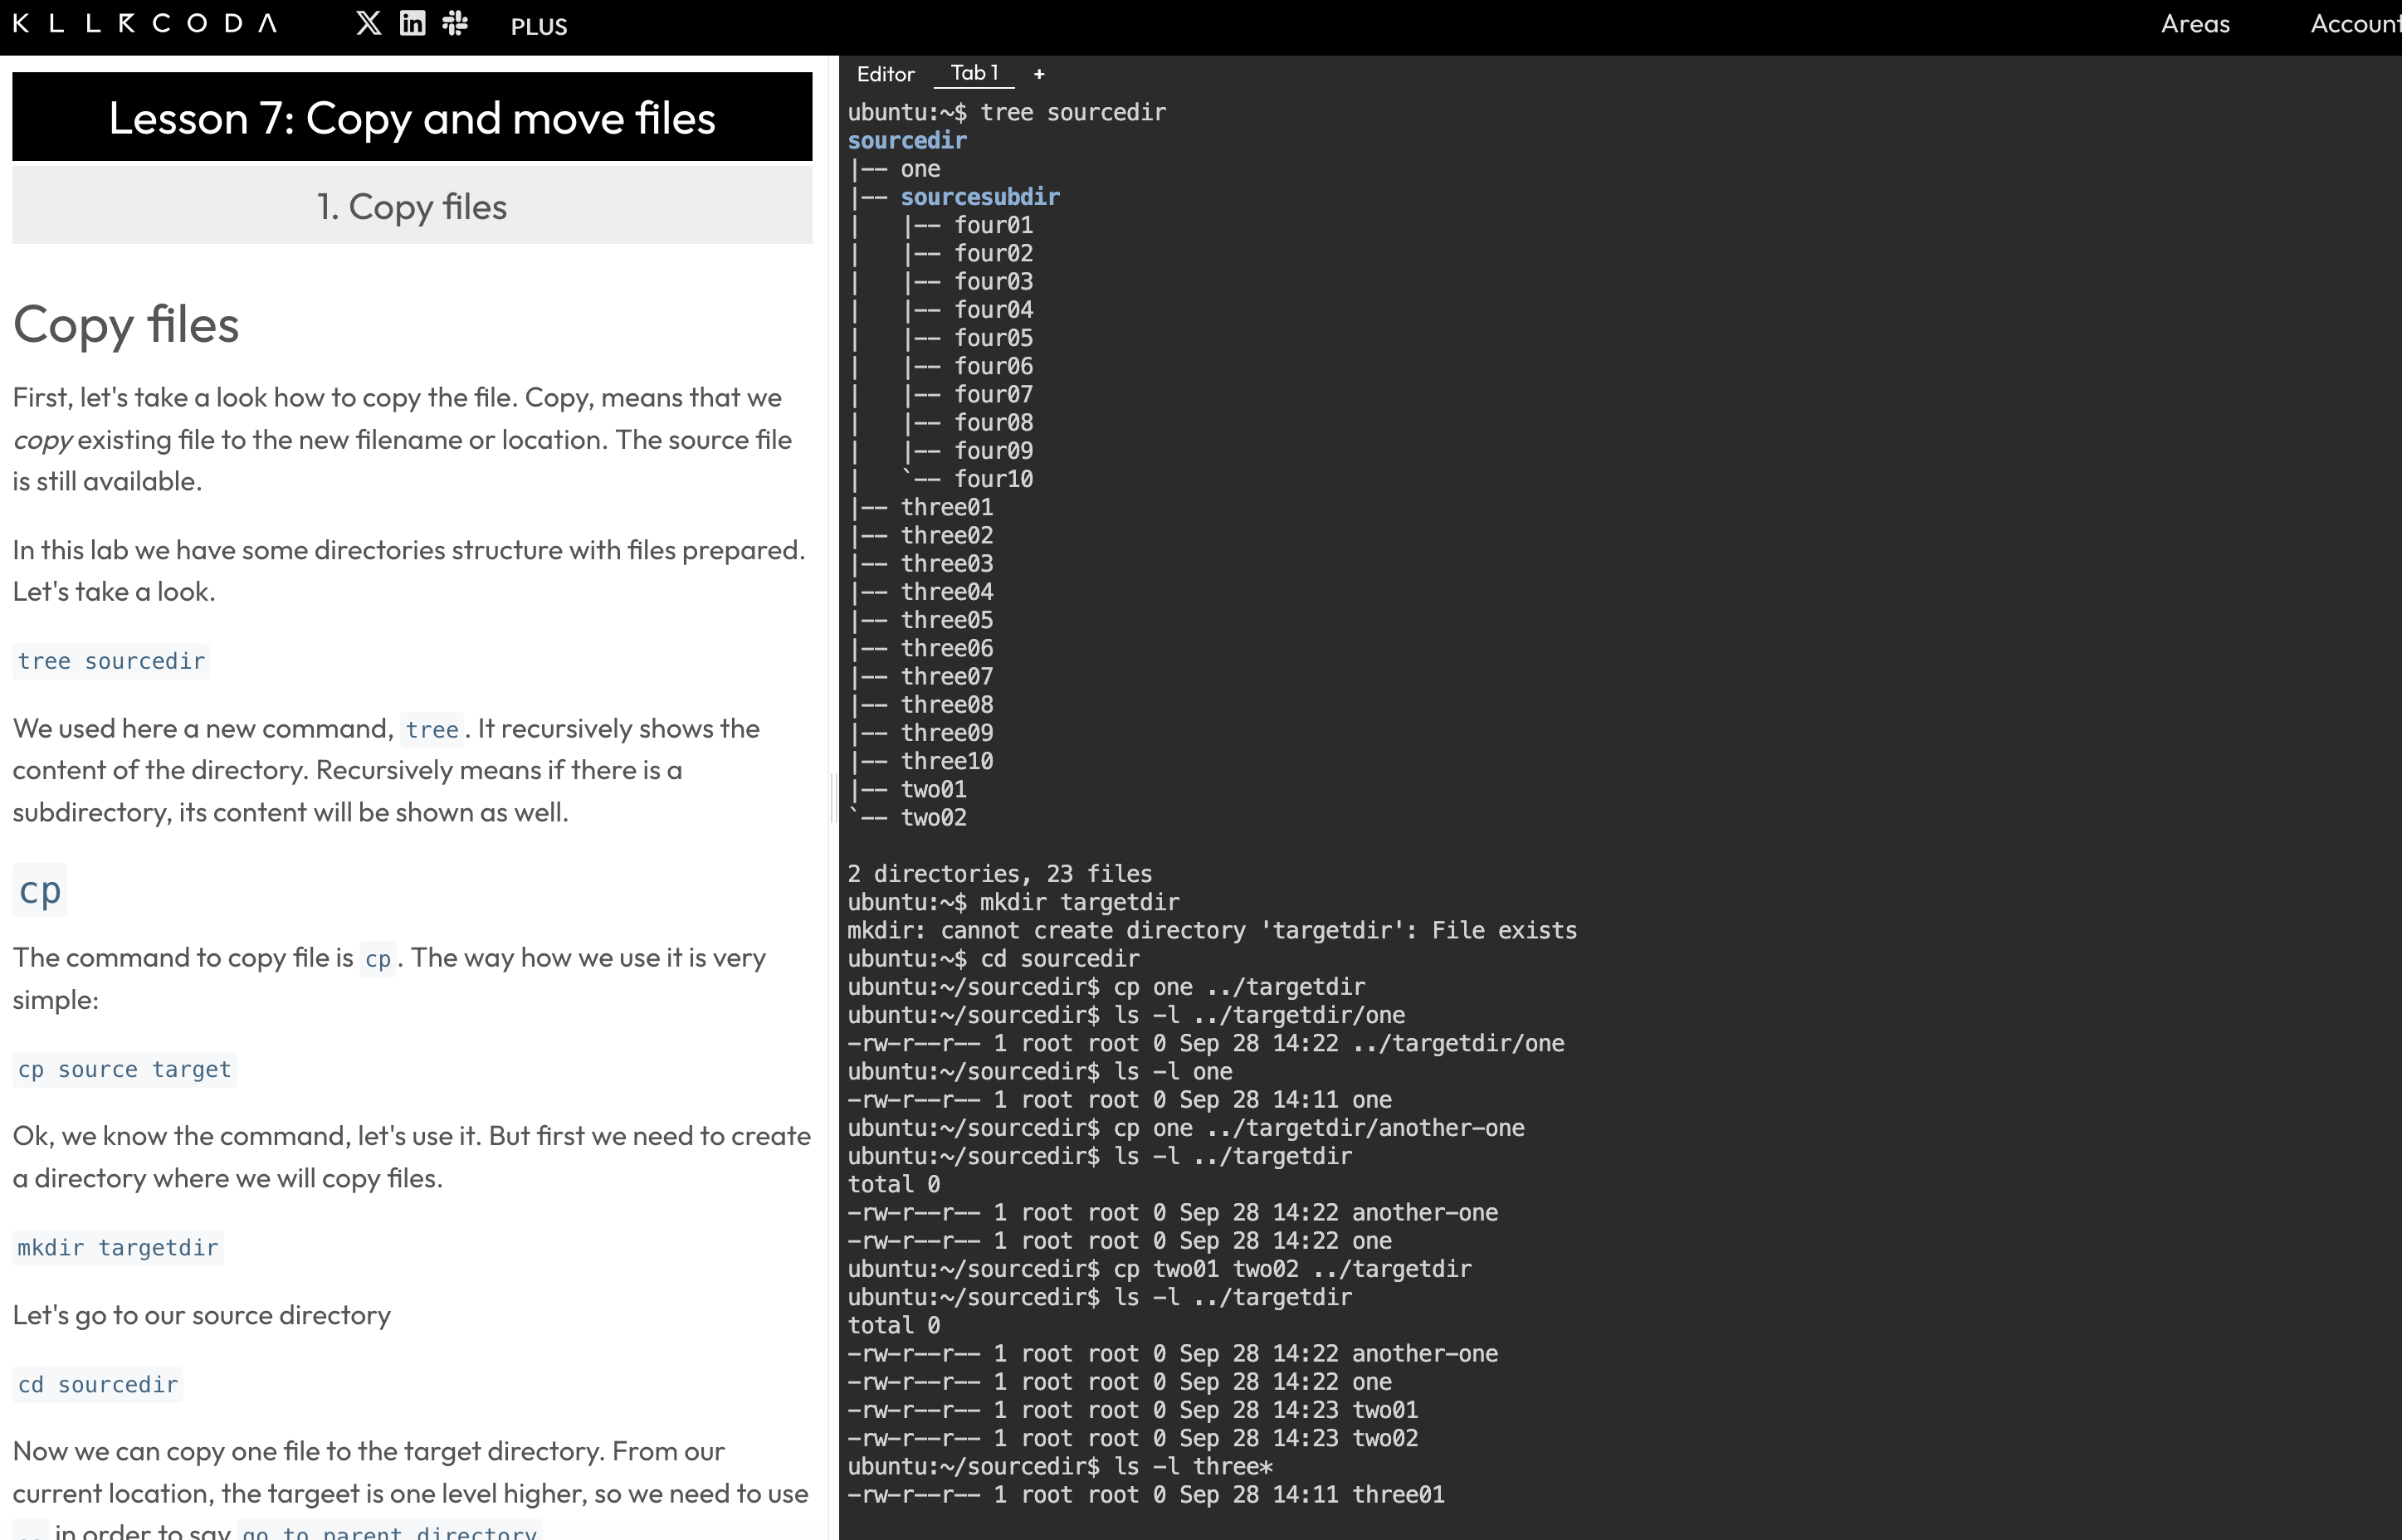 KLLRCODA
PLUS
Areas
Account
Lesson 7: Copy and move files
1. Copy files
Copy files
First, let's take a look how to copy the file. Copy, means that we
copy existing file to the new filename or location. The source file
is still available.
In this lab we have some directories structure with files prepared.
Let's take a look.
tree sourcedir
We used here a new command, tree. It recursively shows the
content of the directory. Recursively means if there is a
subdirectory, its content will be shown as well.
cp
The command to copy file is cp. The way how we use it is very
simple:
cp source target
Ok, we know the command, let's use it. But first we need to create
a directory where we will copy files.
mkdir targetdir
Let's go to our source directory
cd sourcedir
Now we can copy one file to the target directory. From our
current location, the targeet is one level higher, so we need to use
.. in order to say go to parent directory
Editor Tab 1 +
ubuntu:~$ tree sourcedir
sourcedir
|-- one
|-- sourcesubdir
|   |-- four01
|   |-- four02
|   |-- four03
|   |-- four04
|   |-- four05
|   |-- four06
|   |-- four07
|   |-- four08
|   |-- four09
|   `-- four10
|-- three01
|-- three02
|-- three03
|-- three04
|-- three05
|-- three06
|-- three07
|-- three08
|-- three09
|-- three10
|-- two01
`-- two02
2 directories, 23 files
ubuntu:~$ mkdir targetdir
mkdir: cannot create directory 'targetdir': File exists
ubuntu:~$ cd sourcedir
ubuntu:~/sourcedir$ cp one ../targetdir
ubuntu:~/sourcedir$ ls -l ../targetdir/one
-rw-r--r-- 1 root root 0 Sep 28 14:22 ../targetdir/one
ubuntu:~/sourcedir$ ls -l one
-rw-r--r-- 1 root root 0 Sep 28 14:11 one
ubuntu:~/sourcedir$ cp one ../targetdir/another-one
ubuntu:~/sourcedir$ ls -l ../targetdir
total 0
-rw-r--r-- 1 root root 0 Sep 28 14:22 another-one
-rw-r--r-- 1 root root 0 Sep 28 14:22 one
ubuntu:~/sourcedir$ cp two01 two02 ../targetdir
ubuntu:~/sourcedir$ ls -l ../targetdir
total 0
-rw-r--r-- 1 root root 0 Sep 28 14:22 another-one
-rw-r--r-- 1 root root 0 Sep 28 14:22 one
-rw-r--r-- 1 root root 0 Sep 28 14:23 two01
-rw-r--r-- 1 root root 0 Sep 28 14:23 two02
ubuntu:~/sourcedir$ ls -l three*
-rw-r--r-- 1 root root 0 Sep 28 14:11 three01